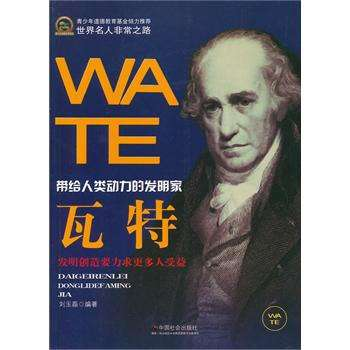 青少年道德教育基金倾力推荐
世界名人非常之路
WA
TE
带给人类动力的发明家
瓦特
发明创造要力求更多人受益
DAIGEIRENLEI
DONGLIDEFAMING
JIA
刘玉磊◎编著
中国社会出版社
WA
TE